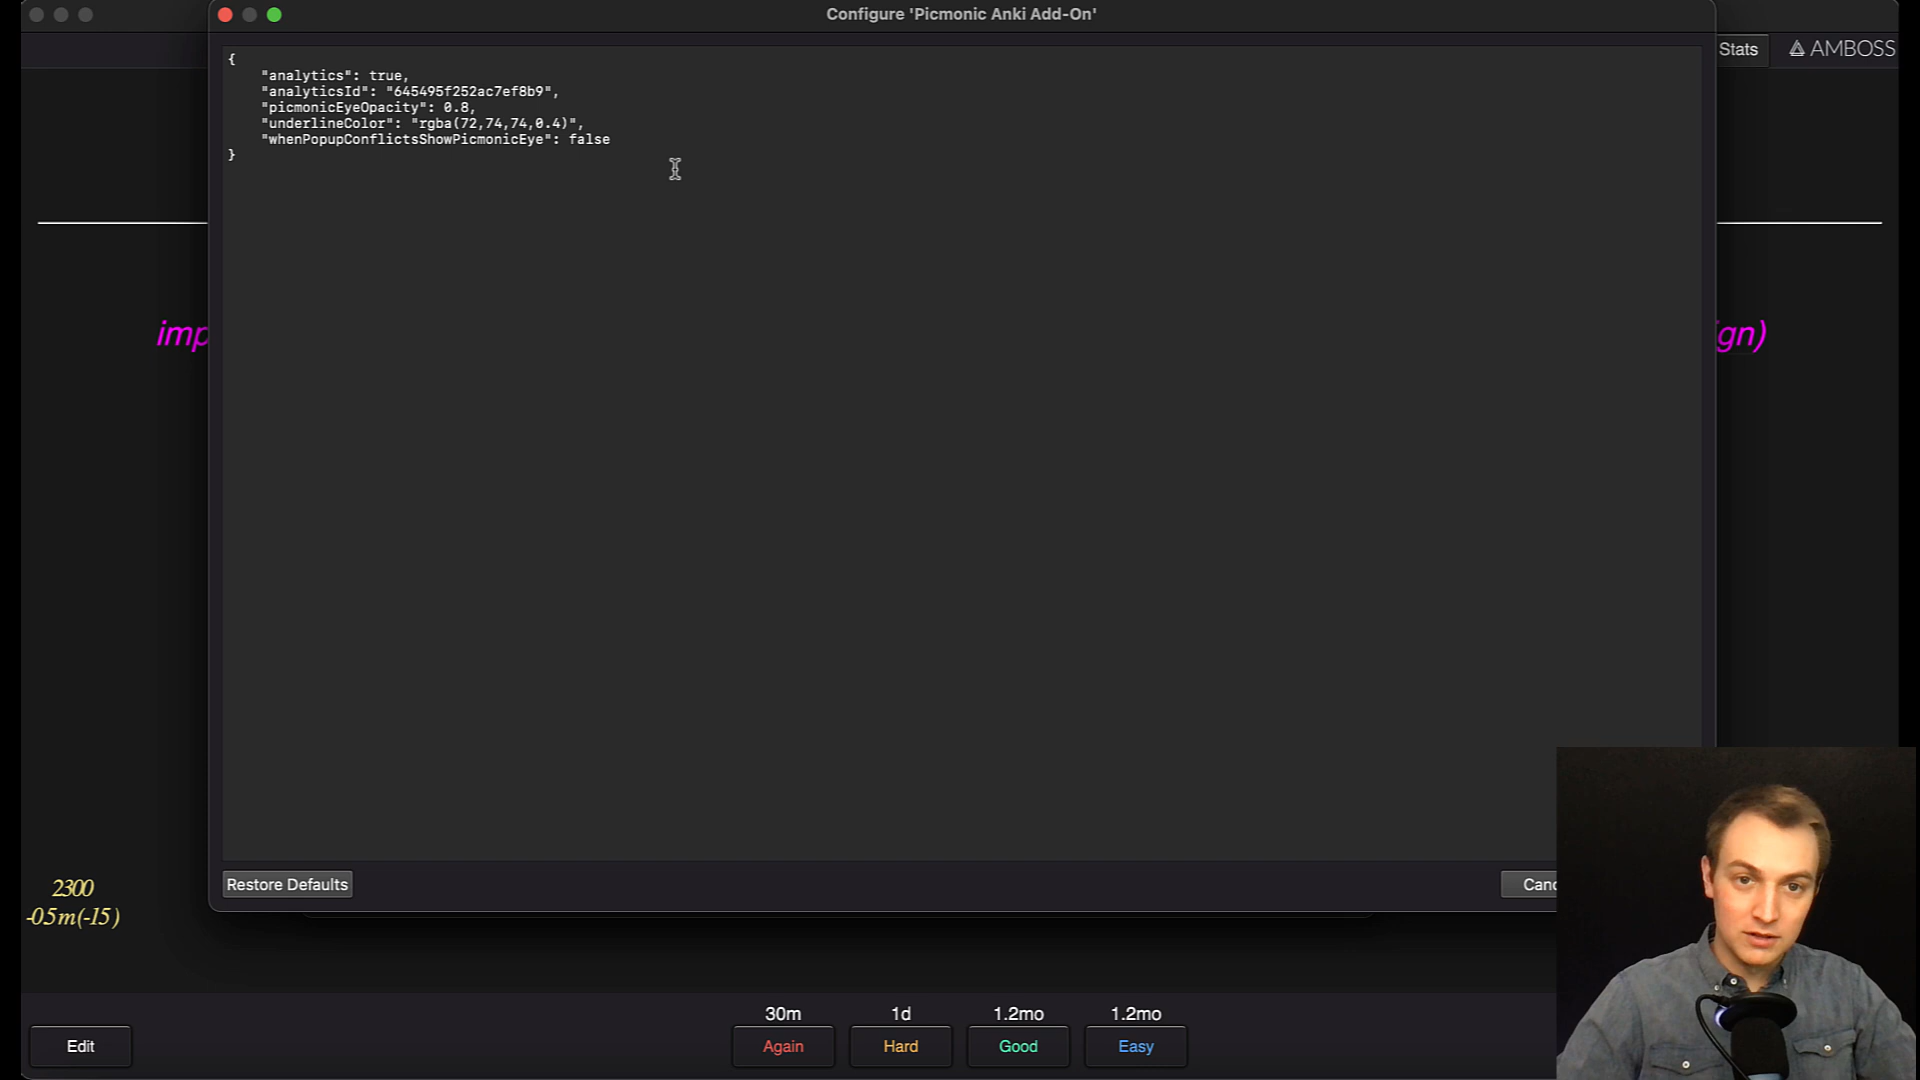 Configure 'Picmonic Anki Add-On'
Stats
AMBOSS
{
"analytics": true,
"analyticsId": "645495f252ac7ef8b9",
"picmonicEyeOpacity": 0.8,
"underlineColor": "rgba(72,74,74,0.4)",
"whenPopupConflictsShowPicmonicEye": false
}
imp
gn)
Restore Defaults
Canc
2300
-05m(-15)
30m 1d 1.2mo 1.2mo
Edit Again Hard Good Easy